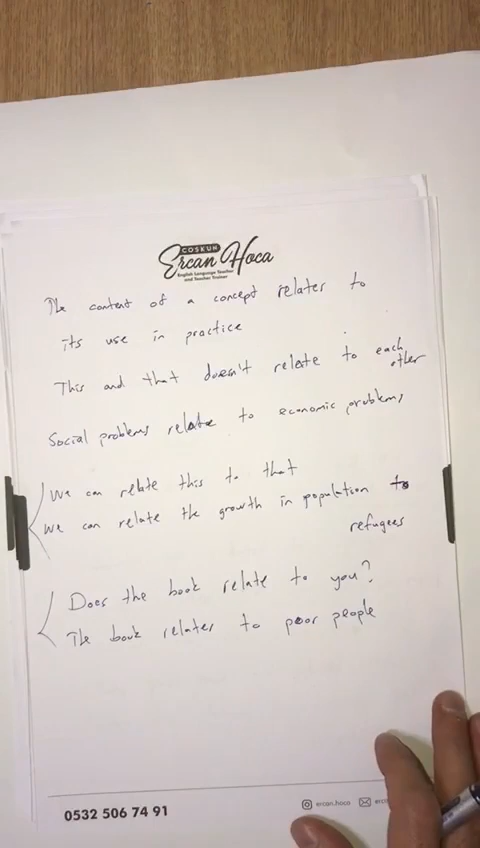 COŞKUN
Ercan Hoca
English Language Teacher
and Teacher Trainer
The content of a concept relates to
its use in practice
This and that doesn't relate to each
other
Social problems relate to economic problems
We can relate this to that
We can relate the growth in population to
refugees
Does the book relate to you?
The book relates to poor people
0532 506 74 91
ercan.hoca